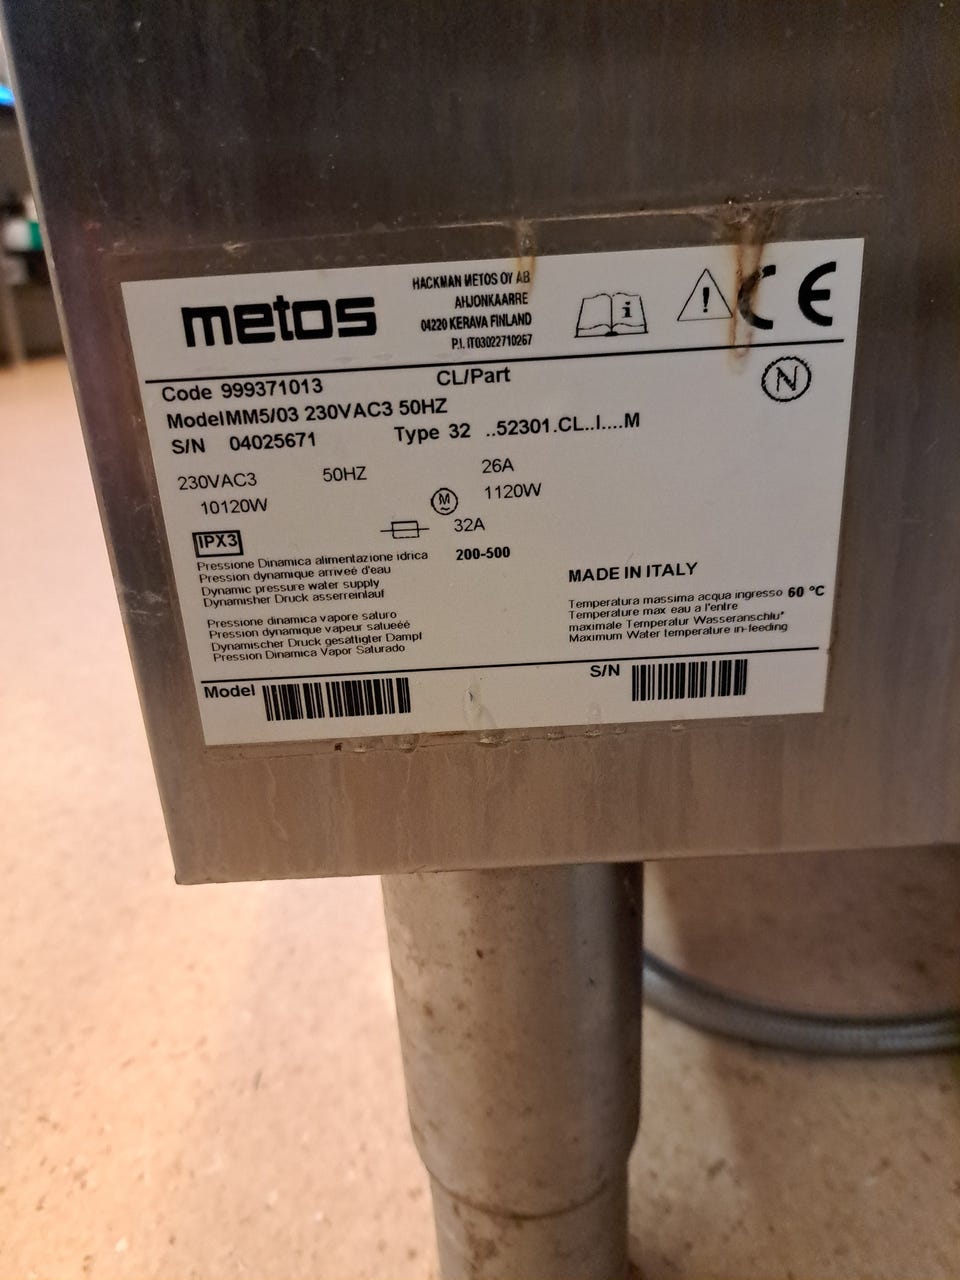 metos
HACKMAN METOS OY AB
AHJONKAARRE
04220 KERAVA FINLAND
P.I. IT03022710267
i
!
CE
Code 999371013
CL/Part
N
Model MM5/03 230VAC3 50HZ
S/N 04025671
Type 32 ..52301.CL..I....M
230VAC3 50HZ 26A
10120W M 1120W
32A
IPX3
Pressione Dinamica alimentazione idrica 200-500
Pression dynamique arriveé d'eau
Dynamic pressure water supply
Dynamisher Druck asserreinlauf
Pressione dinamica vapore saturo
Pression dynamique vapeur satueéé
Dynamischer Druck gesättigter Dampf
Pression Dinamica Vapor Saturado
MADE IN ITALY
Temperatura massima acqua ingresso 60 °C
Temperature max eau a l'entre
maximale Temperatur Wasseranschlu*
Maximum Water temperature in-feeding
Model
S/N